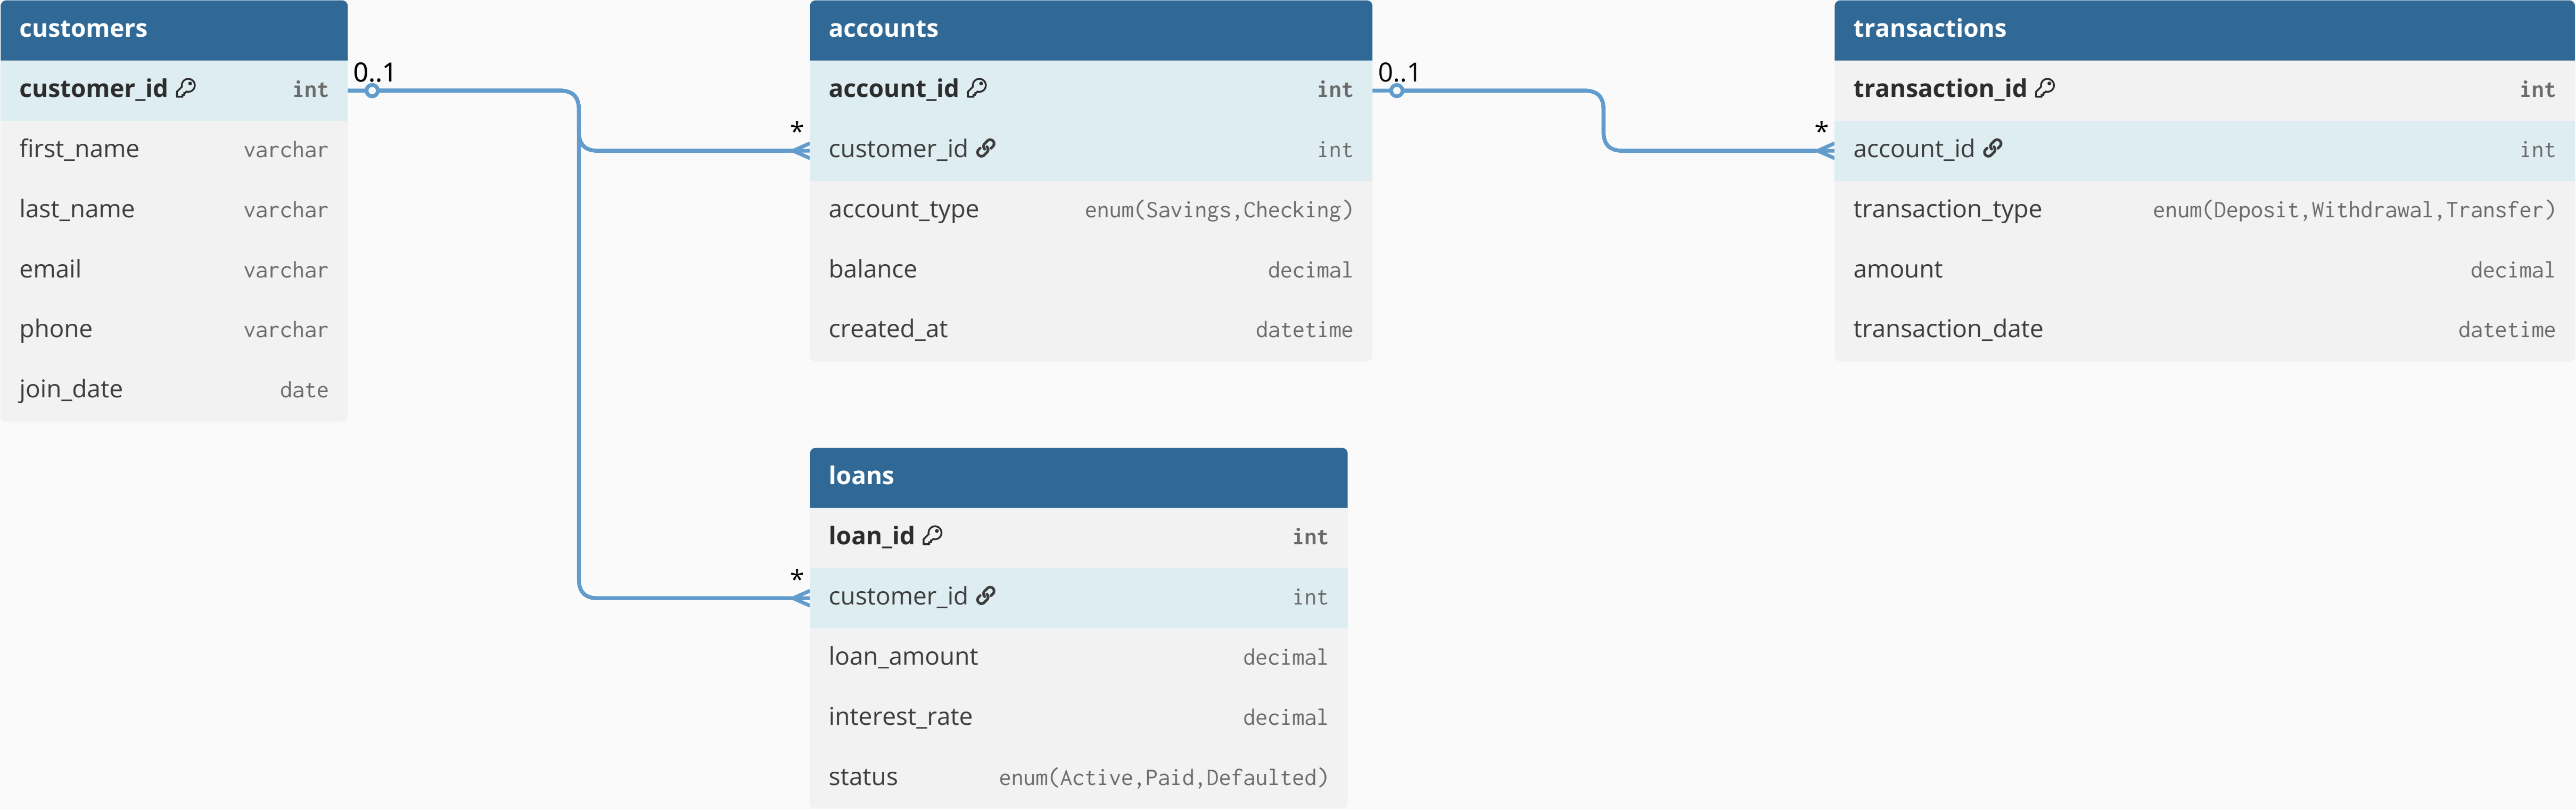 customers
customer_id int
first_name varchar
last_name varchar
email varchar
phone varchar
join_date date
0..1
*
*
accounts
account_id int
customer_id int
account_type enum(Savings,Checking)
balance decimal
created_at datetime
0..1
*
transactions
transaction_id int
account_id int
transaction_type enum(Deposit,Withdrawal,Transfer)
amount decimal
transaction_date datetime
loans
loan_id int
customer_id int
loan_amount decimal
interest_rate decimal
status enum(Active,Paid,Defaulted)